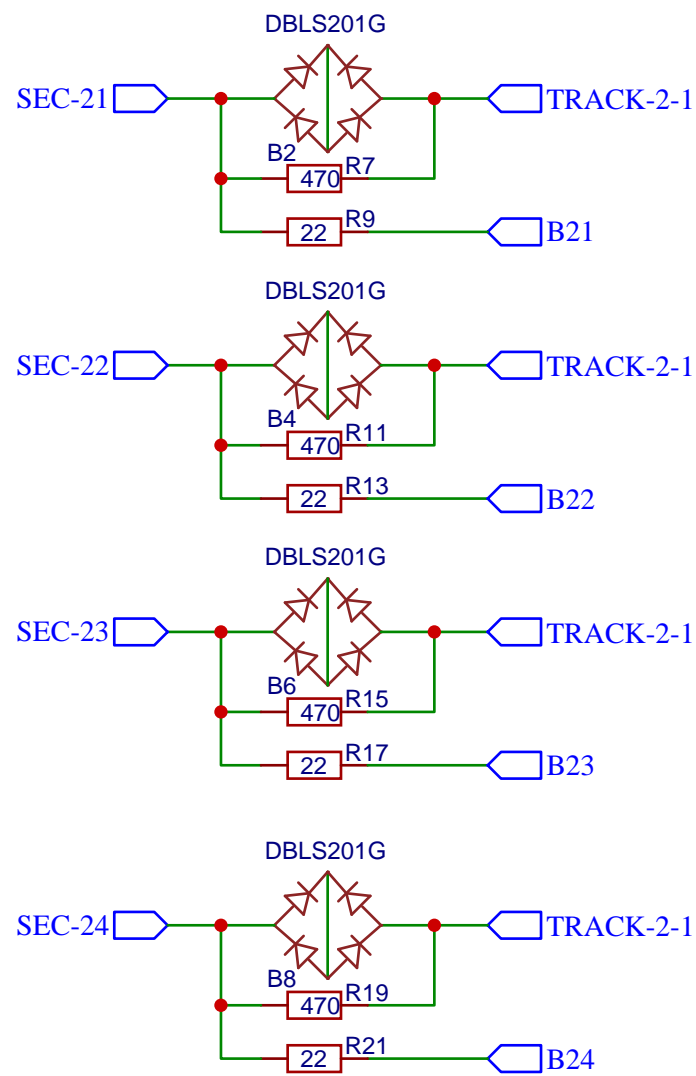 DBLS201G
SEC-21 TRACK-2-1
B2 R7
470
R9
22 B21
DBLS201G
SEC-22 TRACK-2-1
B4 R11
470
R13
22 B22
DBLS201G
SEC-23 TRACK-2-1
B6 R15
470
R17
22 B23
DBLS201G
SEC-24 TRACK-2-1
B8 R19
470
R21
22 B24